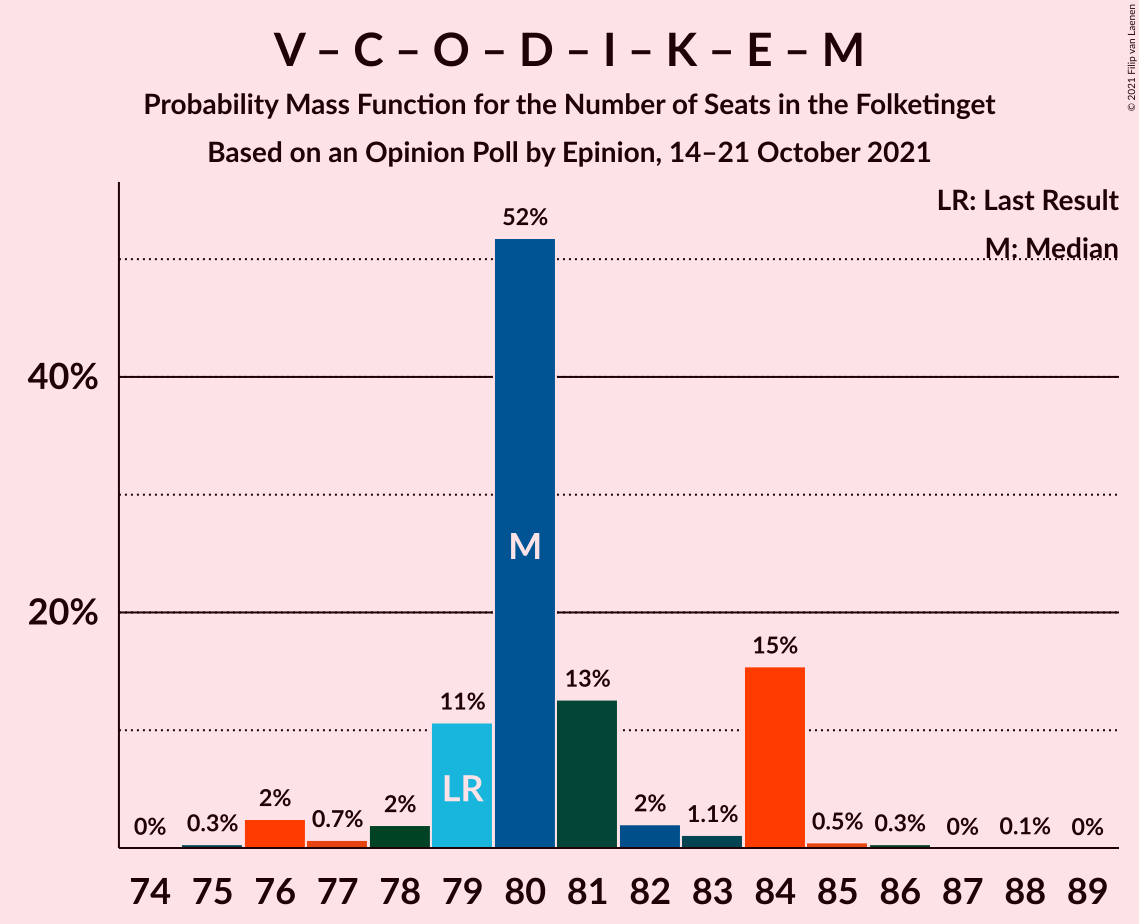 V – C – O – D – I – K – E – M
Probability Mass Function for the Number of Seats in the Folketinget
Based on an Opinion Poll by Epinion, 14–21 October 2021
© 2021 Filip van Laenen
LR: Last Result
M: Median
40%
20%
0%
0.3%
2%
0.7%
2%
11%
52%
13%
2%
1.1%
15%
0.5%
0.3%
0%
0.1%
0%
LR
M
74 75 76 77 78 79 80 81 82 83 84 85 86 87 88 89